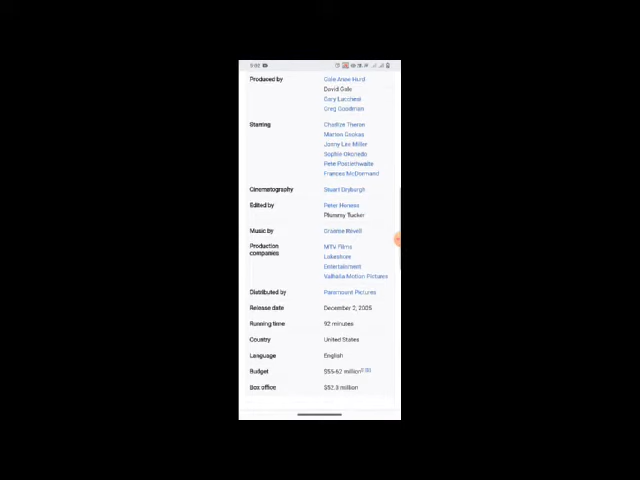 Produced by Gale Anne Hurd
David Gale
Gary Lucchesi
Greg Goodman
Starring Charlize Theron
Marton Csokas
Jonny Lee Miller
Sophie Okonedo
Pete Postlethwaite
Frances McDormand
Cinematography Stuart Dryburgh
Edited by Peter Honess
Plummy Tucker
Music by Graeme Revell
Production companies MTV Films
Lakeshore
Entertainment
Valhalla Motion Pictures
Distributed by Paramount Pictures
Release date December 2, 2005
Running time 92 minutes
Country United States
Language English
Budget $55-62 million
Box office $52.3 million